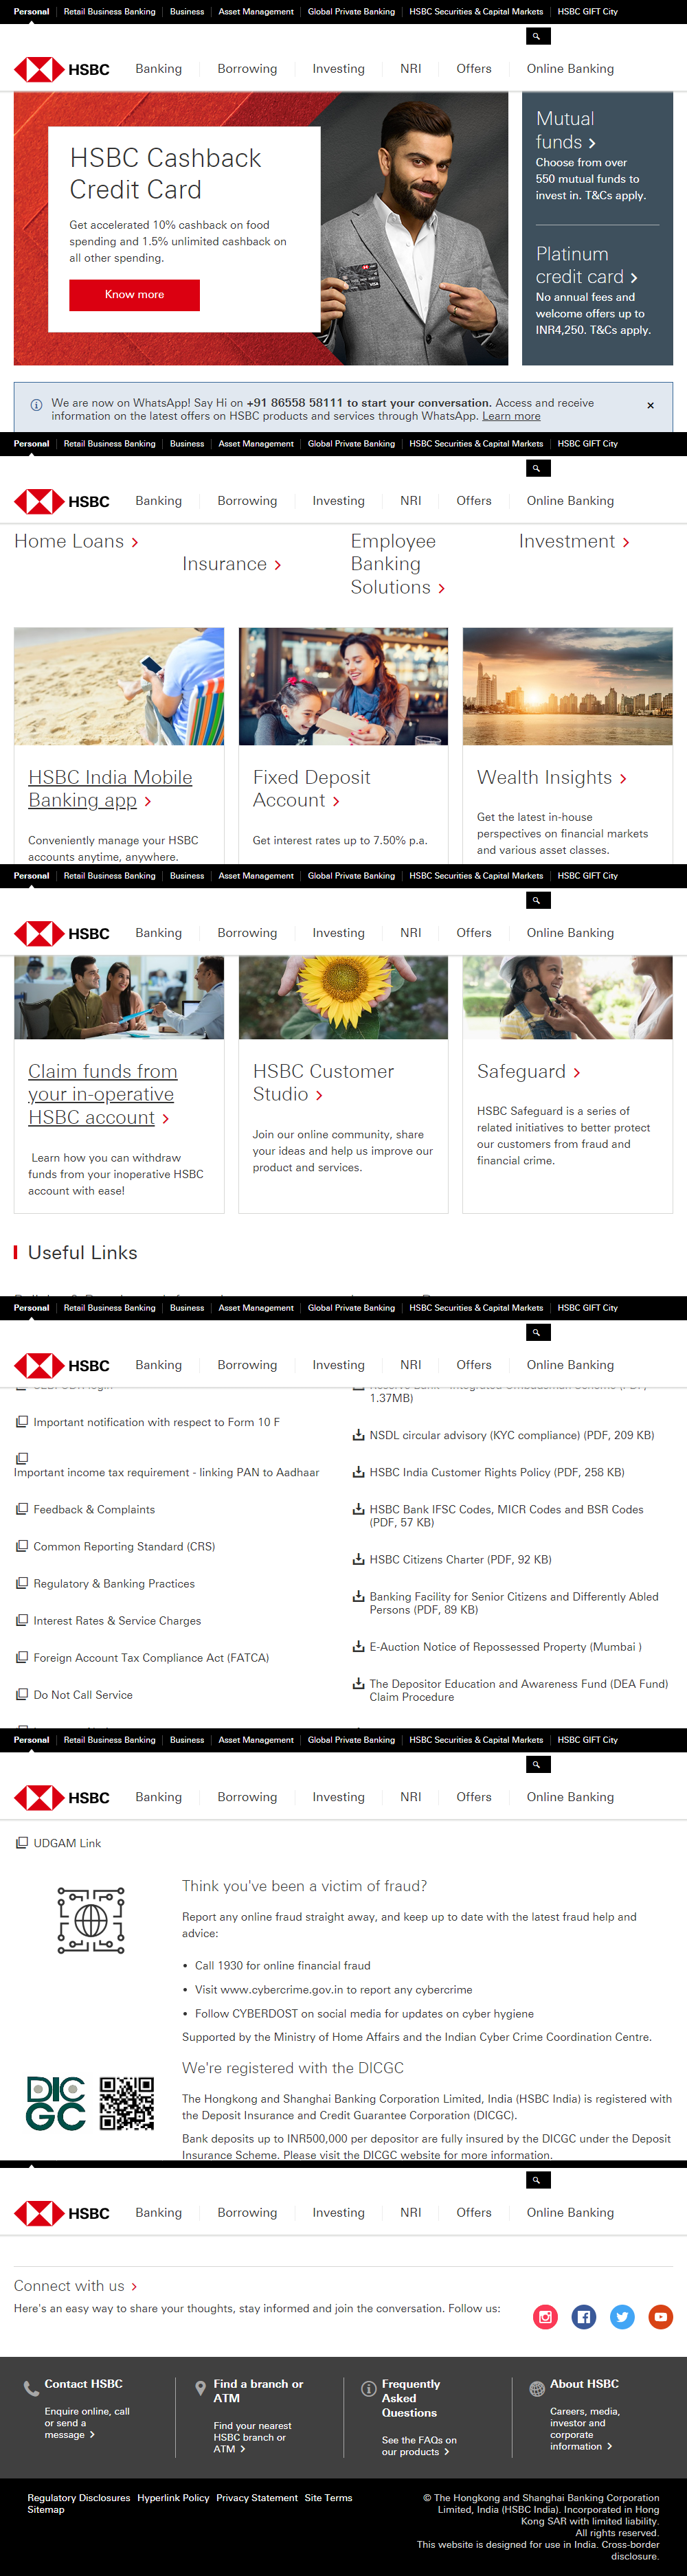 Personal Retail Business Banking Business Asset Management Global Private Banking HSBC Securities & Capital Markets HSBC GIFT City
HSBC Banking Borrowing Investing NRI Offers Online Banking
HSBC Cashback
Credit Card
Get accelerated 10% cashback on food
spending and 1.5% unlimited cashback on
all other spending.
Know more
VISA
Mutual
funds
Choose from over
550 mutual funds to
invest in. T&Cs apply.
Platinum
credit card
No annual fees and
welcome offers up to
INR4,250. T&Cs apply.
We are now on WhatsApp! Say Hi on +91 86558 58111 to start your conversation. Access and receive
information on the latest offers on HSBC products and services through WhatsApp. Learn more
Personal Retail Business Banking Business Asset Management Global Private Banking HSBC Securities & Capital Markets HSBC GIFT City
HSBC Banking Borrowing Investing NRI Offers Online Banking
Home Loans
Insurance
Employee
Banking
Solutions
Investment
HSBC India Mobile
Banking app
Conveniently manage your HSBC
accounts anytime, anywhere.
Fixed Deposit
Account
Get interest rates up to 7.50% p.a.
Wealth Insights
Get the latest in-house
perspectives on financial markets
and various asset classes.
Personal Retail Business Banking Business Asset Management Global Private Banking HSBC Securities & Capital Markets HSBC GIFT City
HSBC Banking Borrowing Investing NRI Offers Online Banking
Claim funds from
your in-operative
HSBC account
Learn how you can withdraw
funds from your inoperative HSBC
account with ease!
HSBC Customer
Studio
Join our online community, share
your ideas and help us improve our
product and services.
Safeguard
HSBC Safeguard is a series of
related initiatives to better protect
our customers from fraud and
financial crime.
Useful Links
Personal Retail Business Banking Business Asset Management Global Private Banking HSBC Securities & Capital Markets HSBC GIFT City
HSBC Banking Borrowing Investing NRI Offers Online Banking
Important notification with respect to Form 10 F
Important income tax requirement - linking PAN to Aadhaar
Feedback & Complaints
Common Reporting Standard (CRS)
Regulatory & Banking Practices
Interest Rates & Service Charges
Foreign Account Tax Compliance Act (FATCA)
Do Not Call Service
1.37MB)
NSDL circular advisory (KYC compliance) (PDF, 209 KB)
HSBC India Customer Rights Policy (PDF, 258 KB)
HSBC Bank IFSC Codes, MICR Codes and BSR Codes
(PDF, 57 KB)
HSBC Citizens Charter (PDF, 92 KB)
Banking Facility for Senior Citizens and Differently Abled
Persons (PDF, 89 KB)
E-Auction Notice of Repossessed Property (Mumbai )
The Depositor Education and Awareness Fund (DEA Fund)
Claim Procedure
Personal Retail Business Banking Business Asset Management Global Private Banking HSBC Securities & Capital Markets HSBC GIFT City
HSBC Banking Borrowing Investing NRI Offers Online Banking
UDGAM Link
Think you've been a victim of fraud?
Report any online fraud straight away, and keep up to date with the latest fraud help and
advice:
• Call 1930 for online financial fraud
• Visit www.cybercrime.gov.in to report any cybercrime
• Follow CYBERDOST on social media for updates on cyber hygiene
Supported by the Ministry of Home Affairs and the Indian Cyber Crime Coordination Centre.
DICGC
We're registered with the DICGC
The Hongkong and Shanghai Banking Corporation Limited, India (HSBC India) is registered with
the Deposit Insurance and Credit Guarantee Corporation (DICGC).
Bank deposits up to INR500,000 per depositor are fully insured by the DICGC under the Deposit
Insurance Scheme. Please visit the DICGC website for more information.
HSBC Banking Borrowing Investing NRI Offers Online Banking
Connect with us
Here's an easy way to share your thoughts, stay informed and join the conversation. Follow us:
Contact HSBC
Enquire online, call
or send a
message
Find a branch or
ATM
Find your nearest
HSBC branch or
ATM
Frequently
Asked
Questions
See the FAQs on
our products
About HSBC
Careers, media,
investor and
corporate
information
Regulatory Disclosures Hyperlink Policy Privacy Statement Site Terms
Sitemap
© The Hongkong and Shanghai Banking Corporation
Limited, India (HSBC India). Incorporated in Hong
Kong SAR with limited liability.
All rights reserved.
This website is designed for use in India. Cross-border
disclosure.